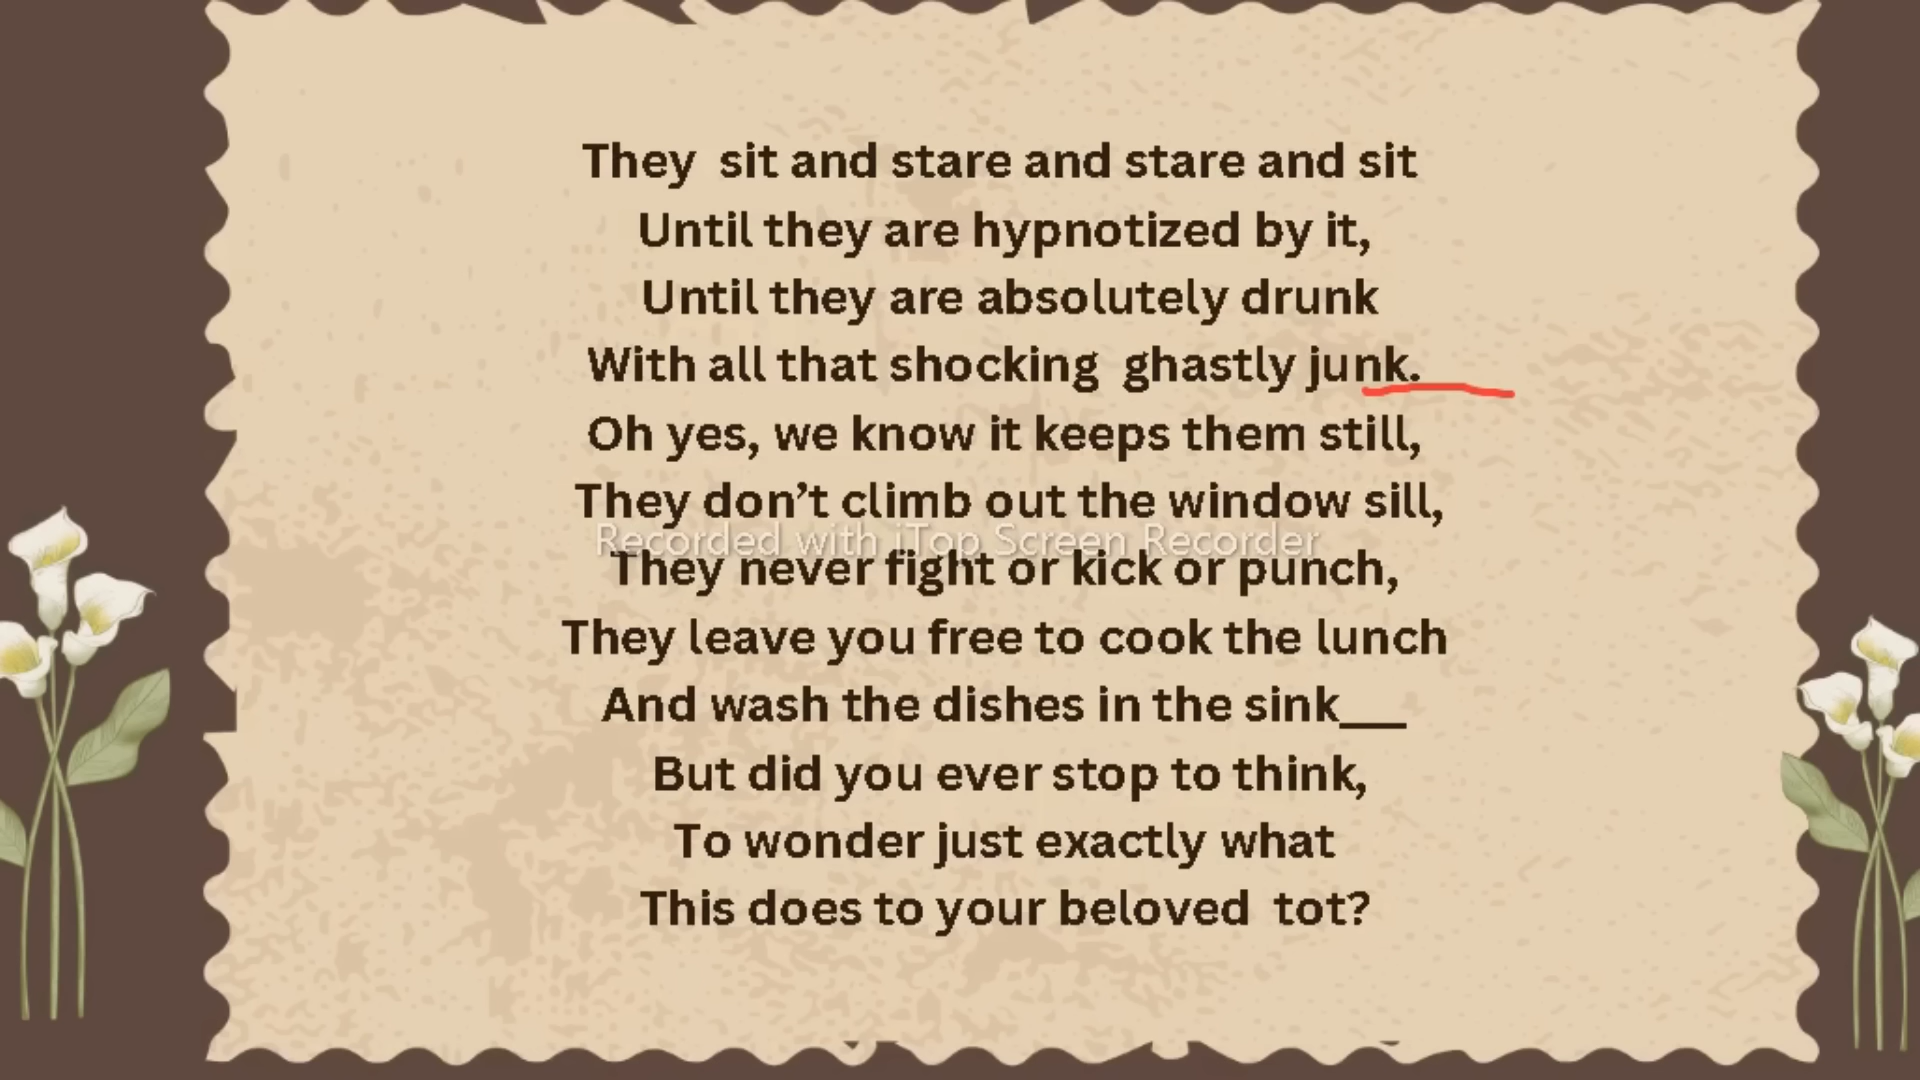 They sit and stare and stare and sit
Until they are hypnotized by it,
Until they are absolutely drunk
With all that shocking ghastly junk.
Oh yes, we know it keeps them still,
They don’t climb out the window sill,
Recorded with iTop Screen Recorder
They never fight or kick or punch,
They leave you free to cook the lunch
And wash the dishes in the sink___
But did you ever stop to think,
To wonder just exactly what
This does to your beloved tot?